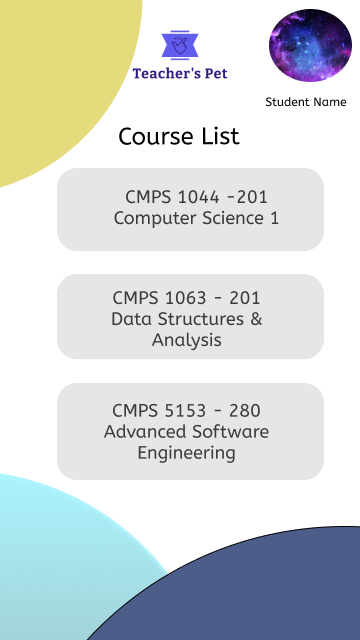 Teacher's Pet
Student Name
Course List
CMPS 1044 -201
Computer Science 1
CMPS 1063 - 201
Data Structures &
Analysis
CMPS 5153 - 280
Advanced Software
Engineering